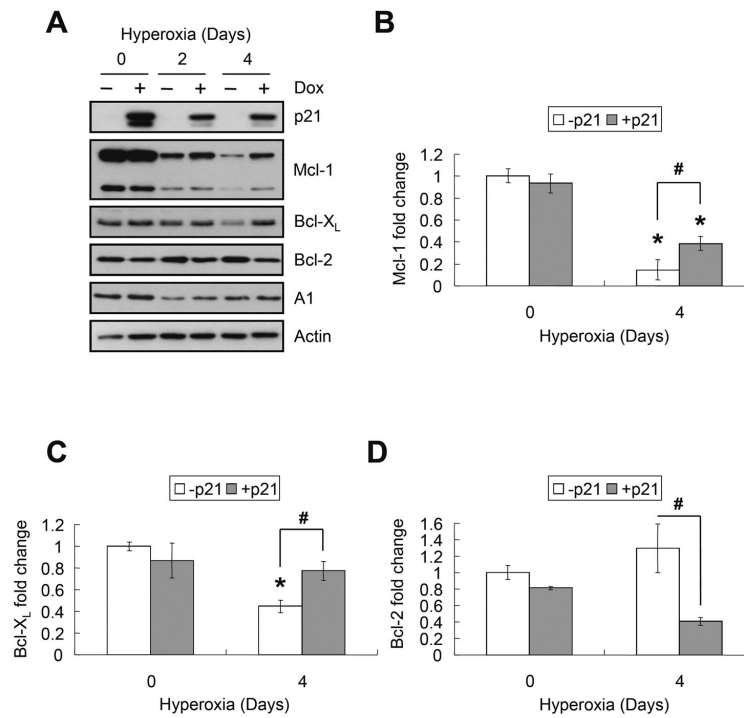 A
Hyperoxia (Days)
0 2 4
– + – + – + Dox
p21
Mcl-1
Bcl-XL
Bcl-2
A1
Actin
B
-p21 +p21
Mcl-1 fold change
1.2
1
0.8
0.6
0.4
0.2
0
#
* *
0 4
Hyperoxia (Days)
C
-p21 +p21
Bcl-XL fold change
1.2
1
0.8
0.6
0.4
0.2
0
#
*
0 4
Hyperoxia (Days)
D
-p21 +p21
Bcl-2 fold change
1.6
1.4
1.2
1
0.8
0.6
0.4
0.2
0
#
0 4
Hyperoxia (Days)